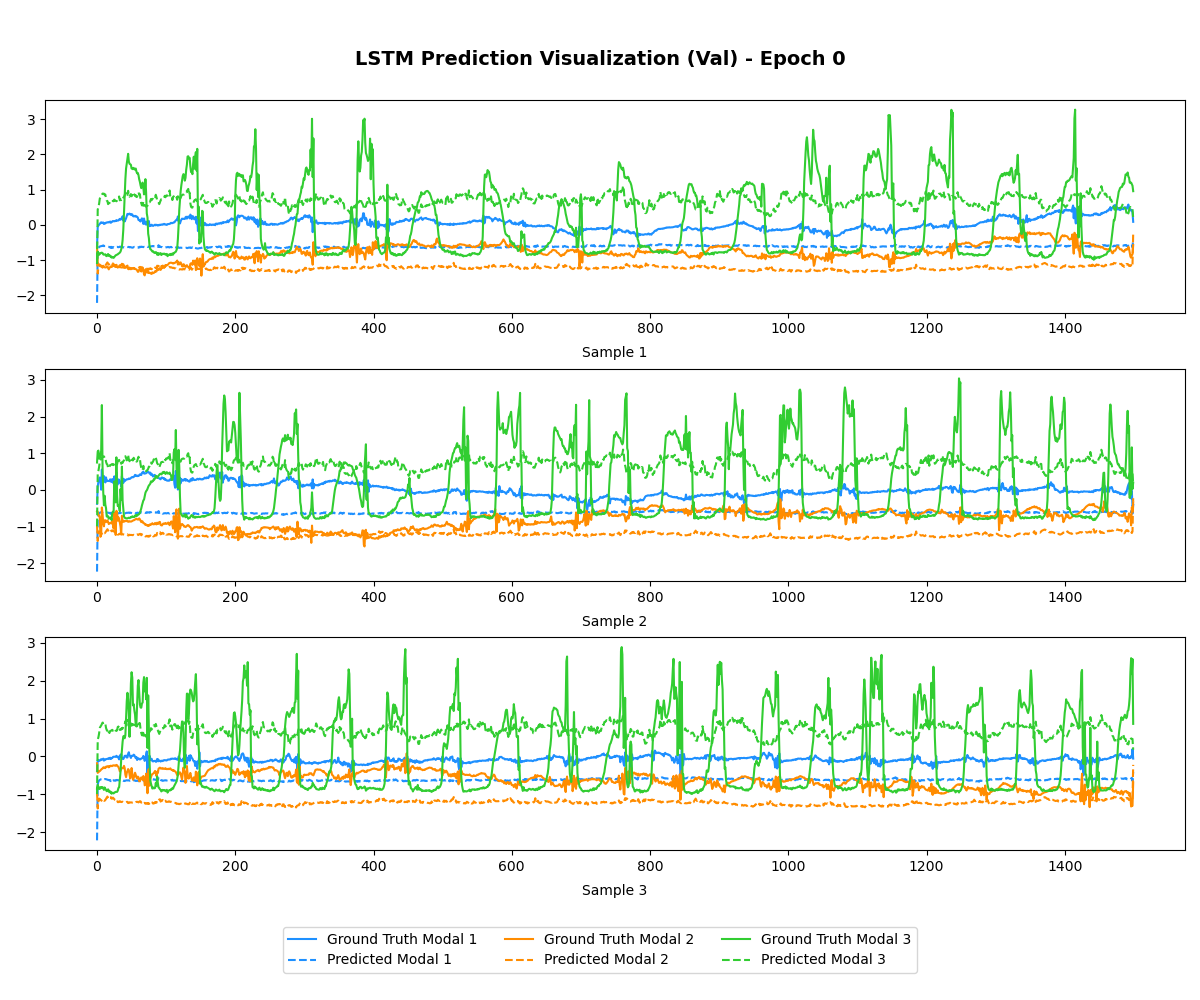 LSTM Prediction Visualization (Val) - Epoch 0
3
2
1
0
−1
−2
0 200 400 600 800 1000 1200 1400
Sample 1
3
2
1
0
−1
−2
0 200 400 600 800 1000 1200 1400
Sample 2
3
2
1
0
−1
−2
0 200 400 600 800 1000 1200 1400
Sample 3
Ground Truth Modal 1 Ground Truth Modal 2 Ground Truth Modal 3
Predicted Modal 1 Predicted Modal 2 Predicted Modal 3